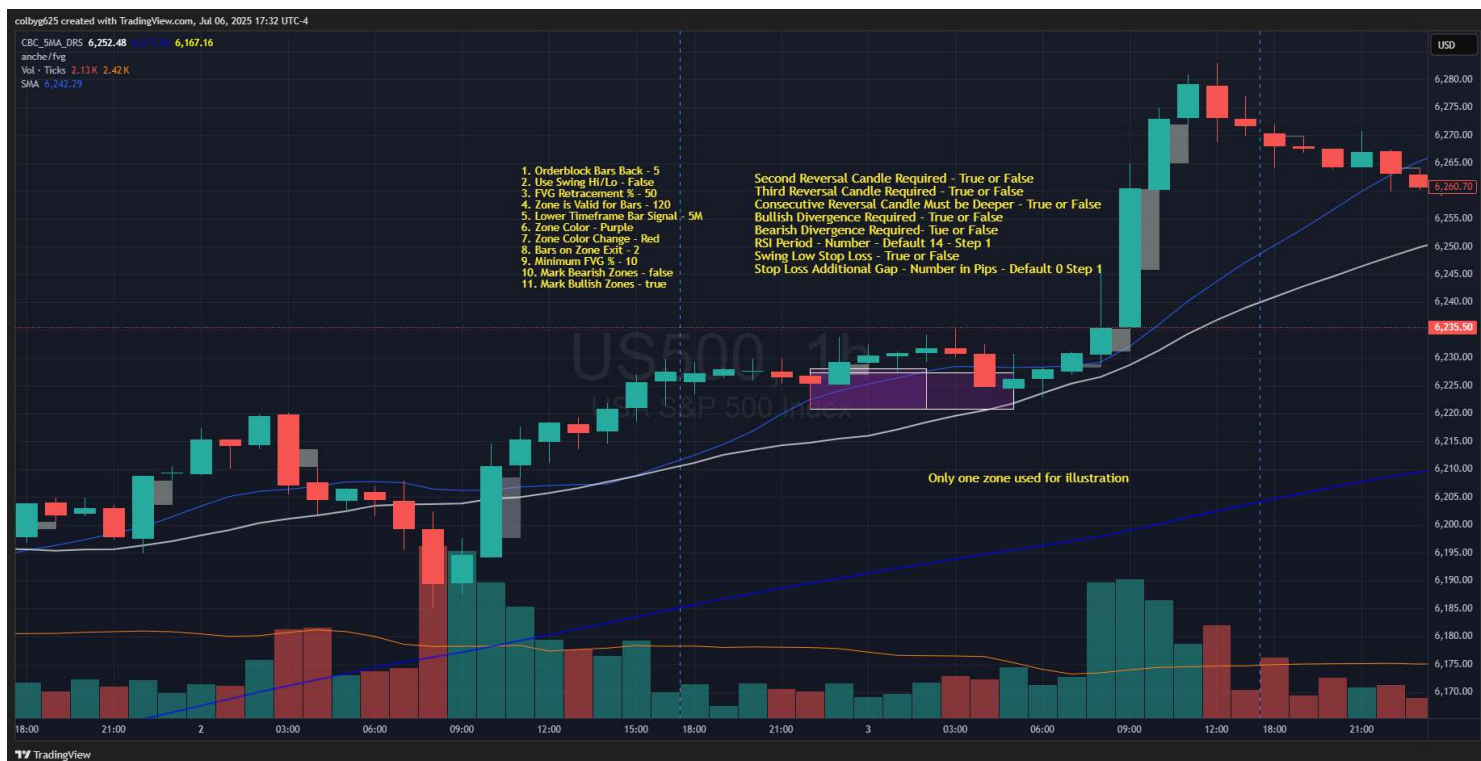 colbyg625 created with TradingView.com, Jul 06, 2025 17:32 UTC-4
CBC_5MA_DRS 6,252.48 6,167.16
anche/fvg
Vol · Ticks 2.13 K 2.42 K
SMA 6,242.29
USD
6,280.00
6,275.00
6,270.00
6,265.00
6,260.70
6,255.00
6,250.00
6,245.00
6,240.00
6,235.50
6,230.00
6,225.00
6,220.00
6,215.00
6,210.00
6,205.00
6,200.00
6,195.00
6,190.00
6,185.00
6,180.00
6,175.00
6,170.00
1. Orderblock Bars Back - 5
2. Use Swing Hi/Lo - False
3. FVG Retracement % - 50
4. Zone is Valid for Bars - 120
5. Lower Timeframe Bar Signal - 5M
6. Zone Color - Purple
7. Zone Color Change - Red
8. Bars on Zone Exit - 2
9. Minimum FVG % - 10
10. Mark Bearish Zones - false
11. Mark Bullish Zones - true
Second Reversal Candle Required - True or False
Third Reversal Candle Required - True or False
Consecutive Reversal Candle Must be Deeper - True or False
Bullish Divergence Required - True or False
Bearish Divergence Required- Tue or False
RSI Period - Number - Default 14 - Step 1
Swing Low Stop Loss - True or False
Stop Loss Additional Gap - Number in Pips - Default 0 Step 1
US500, 1h
USA S&P 500 Index
Only one zone used for illustration
18:00 21:00 2 03:00 06:00 09:00 12:00 15:00 18:00 21:00 3 03:00 06:00 09:00 12:00 18:00 21:00
TradingView